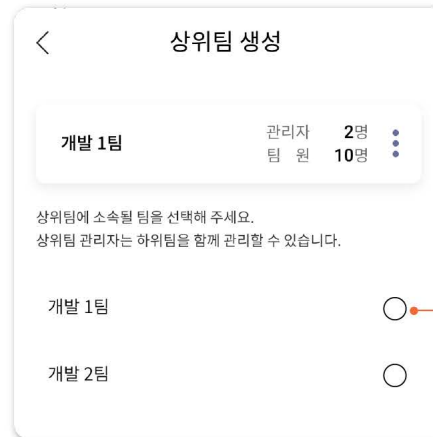 상위팀 생성
개발 1팀
관리자 2명
팀 원 10명
상위팀에 소속될 팀을 선택해 주세요.
상위팀 관리자는 하위팀을 함께 관리할 수 있습니다.
개발 1팀
개발 2팀